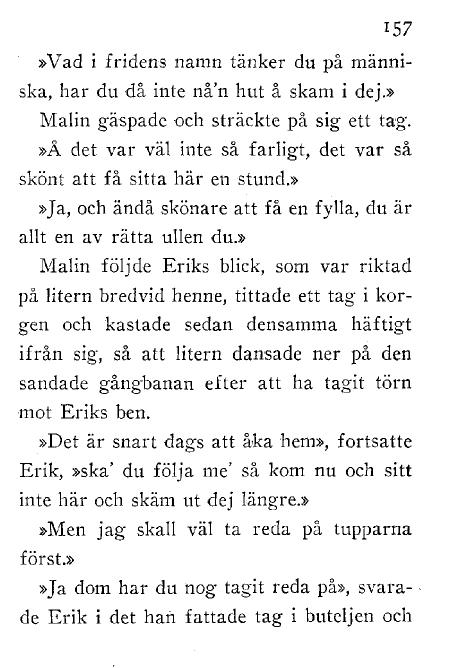 157
»Vad i fridens namn tänker du på männi-
ska, har du då inte nå'n hut å skam i dej.»
Malin gäspade och sträckte på sig ett tag.
»Å det var väl inte så farligt, det var så
skönt att få sitta här en stund.»
»Ja, och ändå skönare att få en fylla, du är
allt en av rätta ullen du.»
Malin följde Eriks blick, som var riktad
på litern bredvid henne, tittade ett tag i kor-
gen och kastade sedan densamma häftigt
ifrån sig, så att litern dansade ner på den
sandade gångbanan efter att ha tagit törn
mot Eriks ben.
»Det är snart dags att åka hem», fortsatte
Erik, »ska' du följa me' så kom nu och sitt
inte här och skäm ut dej längre.»
»Men jag skall väl ta reda på tupparna
först.»
»Ja dom har du nog tagit reda på», svara-
de Erik i det han fattade tag i buteljen och